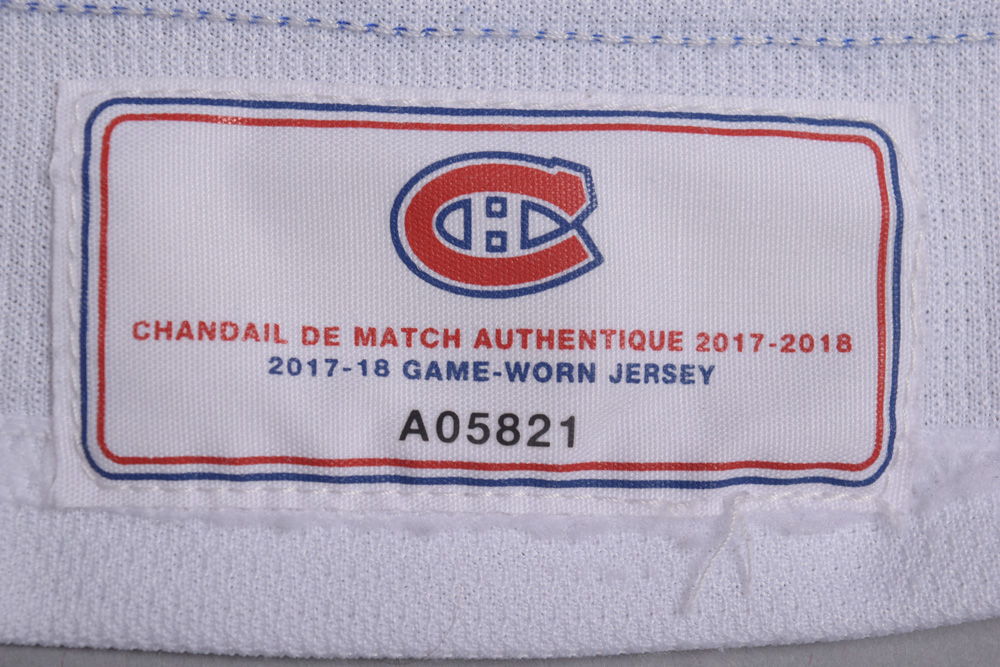 CHANDAIL DE MATCH AUTHENTIQUE 2017-2018
2017-18 GAME-WORN JERSEY
A05821